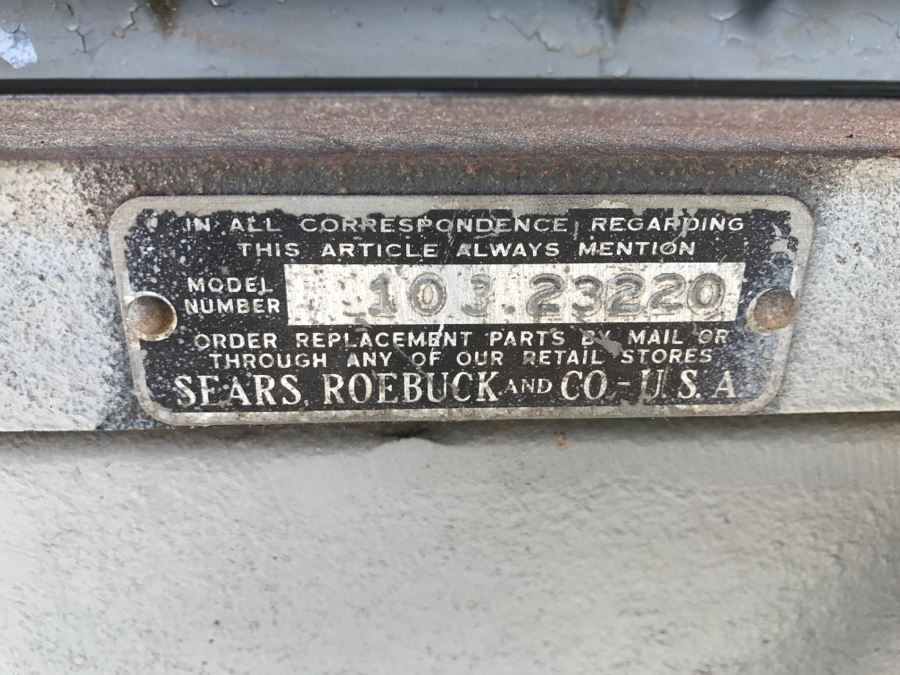 IN ALL CORRESPONDENCE REGARDING
THIS ARTICLE ALWAYS MENTION
MODEL NUMBER 103.23220
ORDER REPLACEMENT PARTS BY MAIL OR
THROUGH ANY OF OUR RETAIL STORES
SEARS, ROEBUCK AND CO.-U.S.A